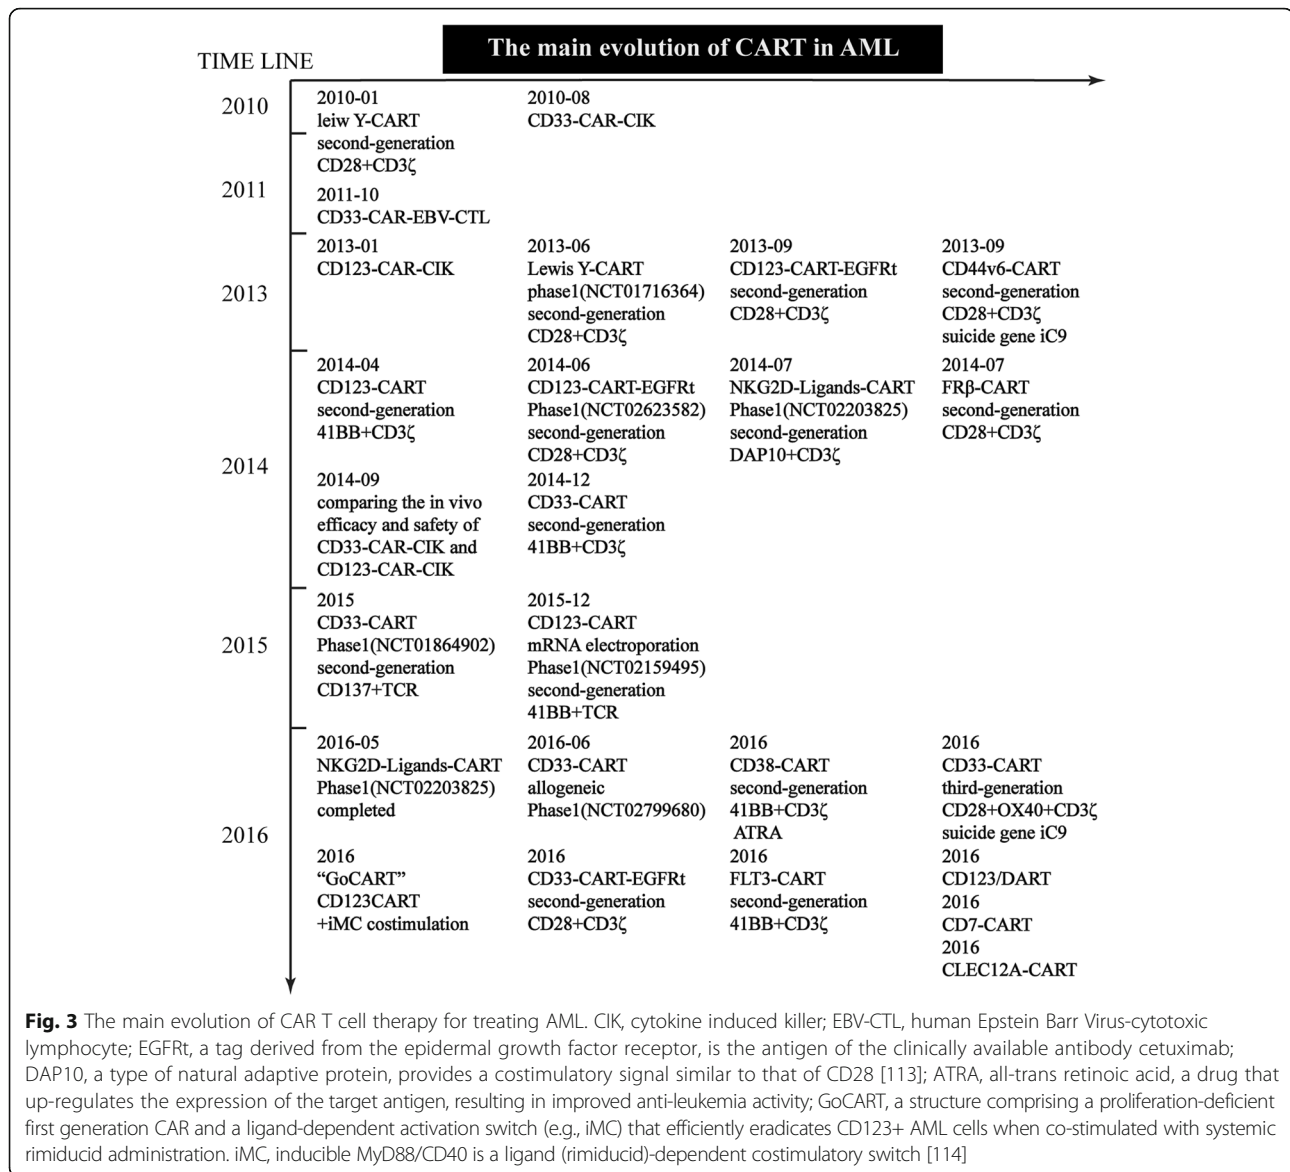 The main evolution of CART in AML
TIME LINE
2010
2010-01
leiw Y-CART
second-generation
CD28+CD3ζ
2010-08
CD33-CAR-CIK
2011
2011-10
CD33-CAR-EBV-CTL
2013
2013-01
CD123-CAR-CIK
2013-06
Lewis Y-CART
phase1(NCT01716364)
second-generation
CD28+CD3ζ
2013-09
CD123-CART-EGFRt
second-generation
CD28+CD3ζ
2013-09
CD44v6-CART
second-generation
CD28+CD3ζ
suicide gene iC9
2014
2014-04
CD123-CART
second-generation
41BB+CD3ζ
2014-06
CD123-CART-EGFRt
Phase1(NCT02623582)
second-generation
CD28+CD3ζ
2014-07
NKG2D-Ligands-CART
Phase1(NCT02203825)
second-generation
DAP10+CD3ζ
2014-07
FRβ-CART
second-generation
CD28+CD3ζ
2014-09
comparing the in vivo
efficacy and safety of
CD33-CAR-CIK and
CD123-CAR-CIK
2014-12
CD33-CART
second-generation
41BB+CD3ζ
2015
2015
CD33-CART
Phase1(NCT01864902)
second-generation
CD137+TCR
2015-12
CD123-CART
mRNA electroporation
Phase1(NCT02159495)
second-generation
41BB+TCR
2016
2016-05
NKG2D-Ligands-CART
Phase1(NCT02203825)
completed
2016-06
CD33-CART
allogeneic
Phase1(NCT02799680)
2016
CD38-CART
second-generation
41BB+CD3ζ
ATRA
2016
CD33-CART
third-generation
CD28+OX40+CD3ζ
suicide gene iC9
2016
“GoCART”
CD123CART
+iMC costimulation
2016
CD33-CART-EGFRt
second-generation
CD28+CD3ζ
2016
FLT3-CART
second-generation
41BB+CD3ζ
2016
CD123/DART
2016
CD7-CART
2016
CLEC12A-CART
Fig. 3 The main evolution of CAR T cell therapy for treating AML. CIK, cytokine induced killer; EBV-CTL, human Epstein Barr Virus-cytotoxic
lymphocyte; EGFRt, a tag derived from the epidermal growth factor receptor, is the antigen of the clinically available antibody cetuximab;
DAP10, a type of natural adaptive protein, provides a costimulatory signal similar to that of CD28 [113]; ATRA, all-trans retinoic acid, a drug that
up-regulates the expression of the target antigen, resulting in improved anti-leukemia activity; GoCART, a structure comprising a proliferation-deficient
first generation CAR and a ligand-dependent activation switch (e.g., iMC) that efficiently eradicates CD123+ AML cells when co-stimulated with systemic
rimiducid administration. iMC, inducible MyD88/CD40 is a ligand (rimiducid)-dependent costimulatory switch [114]